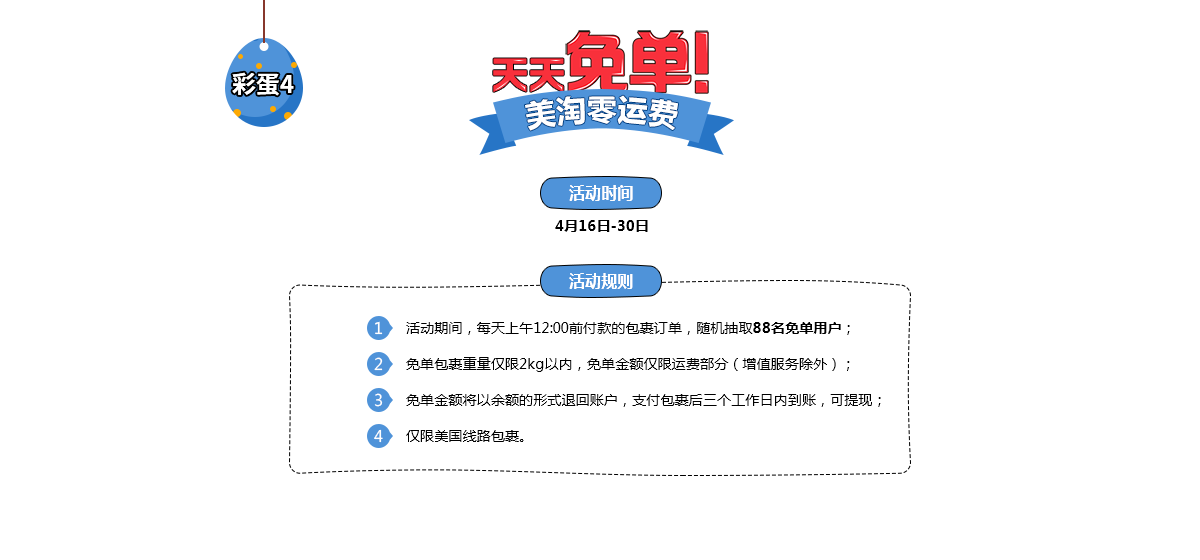 彩蛋4
天天免单!
美淘零运费
活动时间
4月16日-30日
活动规则
1 活动期间，每天上午12:00前付款的包裹订单，随机抽取88名免单用户；
2 免单包裹重量仅限2kg以内，免单金额仅限运费部分（增值服务除外）；
3 免单金额将以余额的形式退回账户，支付包裹后三个工作日内到账，可提现；
4 仅限美国线路包裹。